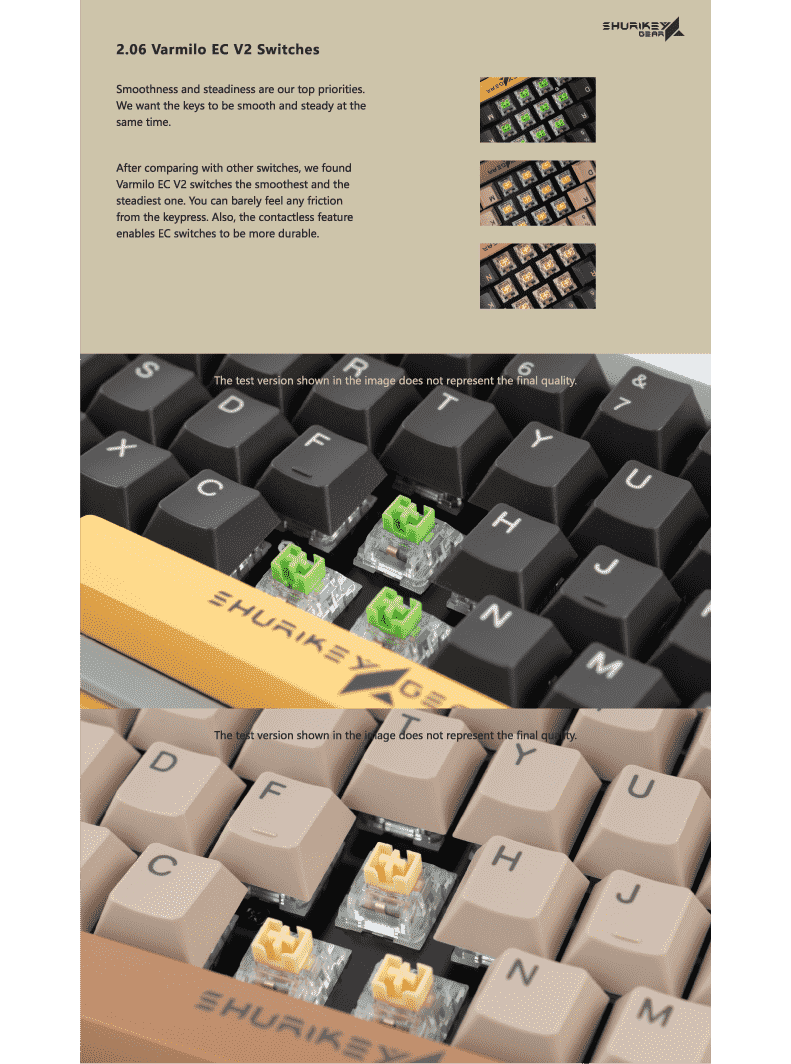 SHURIKEY
GEAR
2.06 Varmilo EC V2 Switches
Smoothness and steadiness are our top priorities.
We want the keys to be smooth and steady at the
same time.
After comparing with other switches, we found
Varmilo EC V2 switches the smoothest and the
steadiest one. You can barely feel any friction
from the keypress. Also, the contactless feature
enables EC switches to be more durable.
The test version shown in the image does not represent the final quality.
S
R
6
&
7
D
T
Y
U
X
F
C
H
J
N
M
SHURIKEY GE
The test version shown in the image does not represent the final quality.
T
D
Y
U
F
C
H
J
N
M
SHURIKEY